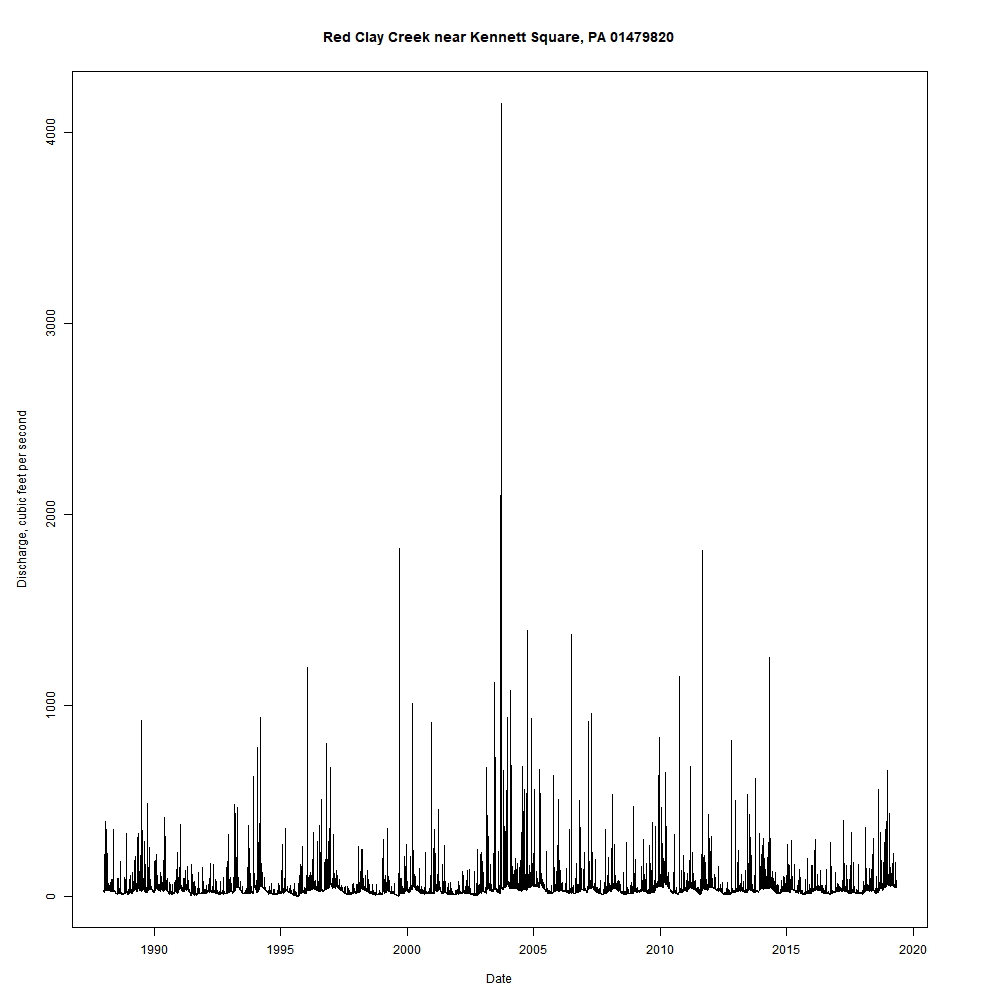 Red Clay Creek near Kennett Square, PA 01479820
Discharge, cubic feet per second
4000
3000
2000
1000
0
1990 1995 2000 2005 2010 2015 2020
Date